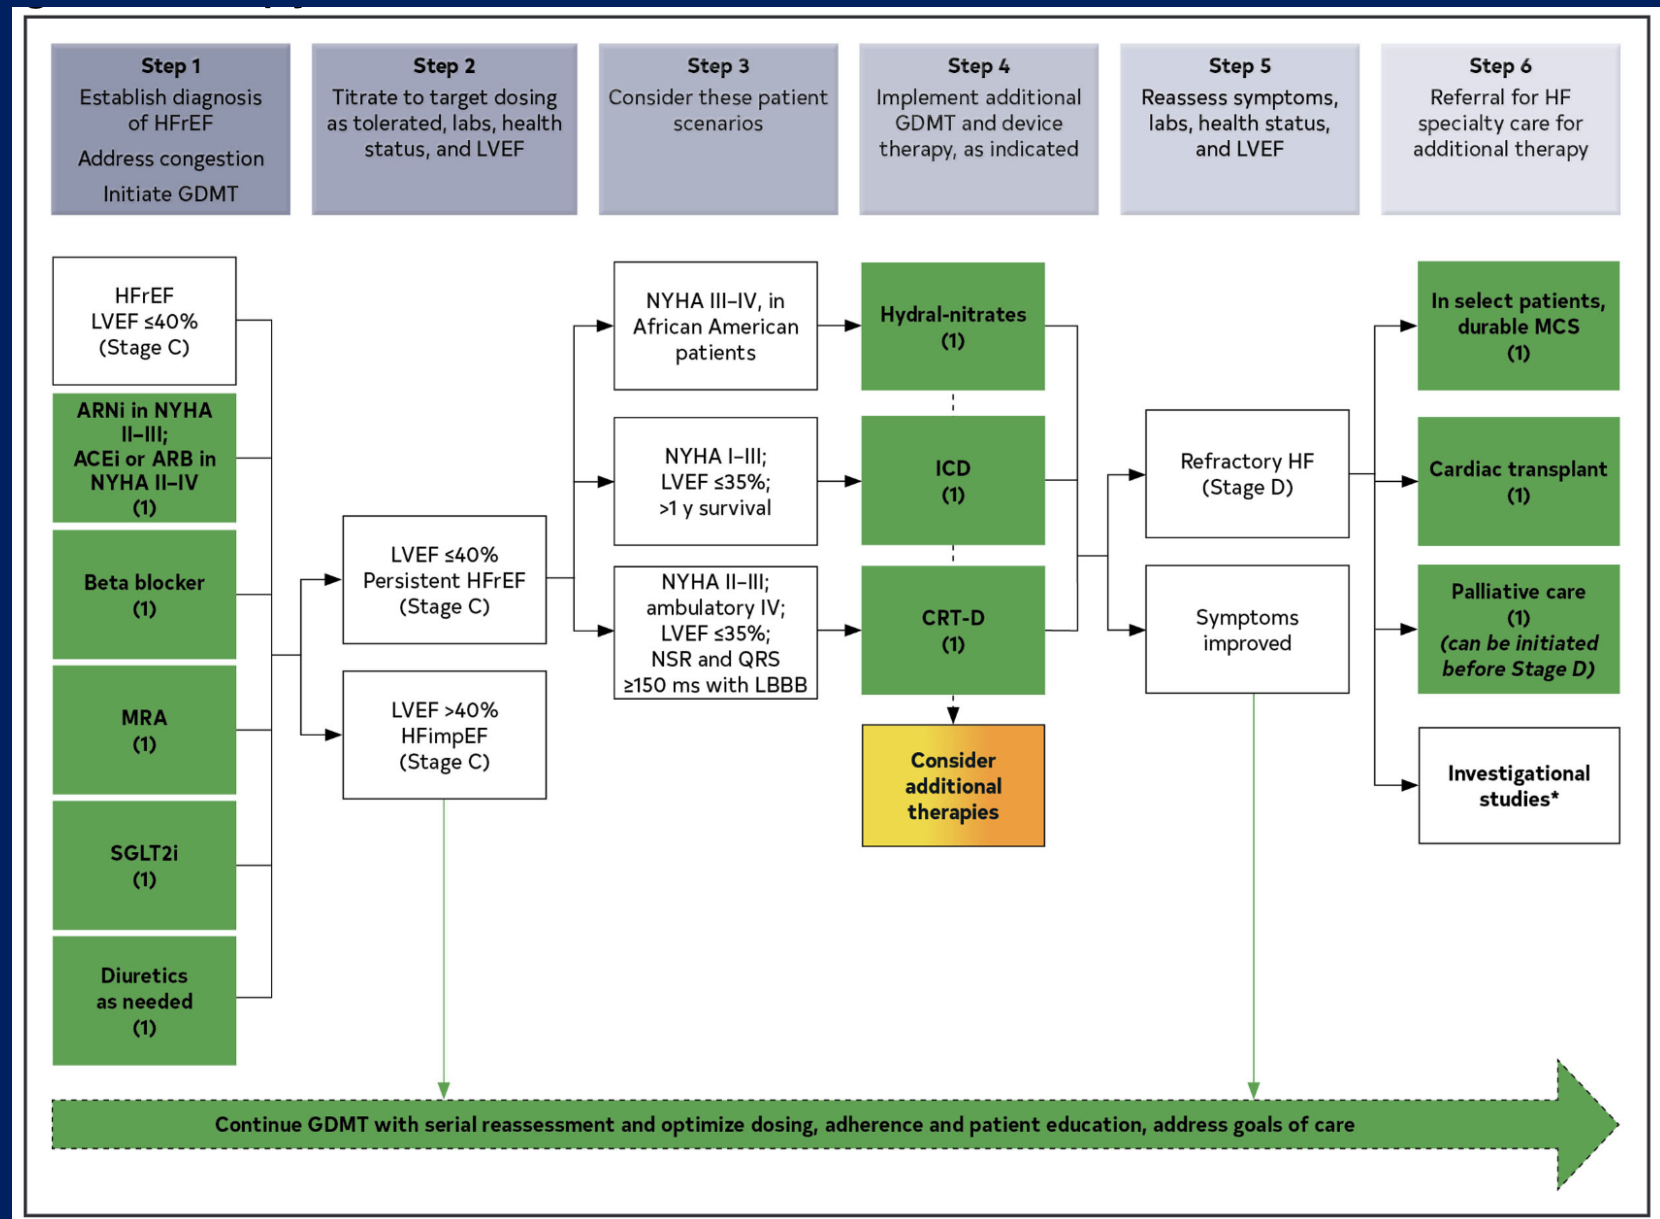 Step 1
Establish diagnosis
of HFrEF
Address congestion
Initiate GDMT
Step 2
Titrate to target dosing
as tolerated, labs, health
status, and LVEF
Step 3
Consider these patient
scenarios
Step 4
Implement additional
GDMT and device
therapy, as indicated
Step 5
Reassess symptoms,
labs, health status,
and LVEF
Step 6
Referral for HF
specialty care for
additional therapy
HFrEF
LVEF ≤40%
(Stage C)
ARNi in NYHA
II–III;
ACEi or ARB in
NYHA II–IV
(1)
Beta blocker
(1)
MRA
(1)
SGLT2i
(1)
Diuretics
as needed
(1)
LVEF ≤40%
Persistent HFrEF
(Stage C)
LVEF >40%
HFimpEF
(Stage C)
NYHA III–IV, in
African American
patients
NYHA I–III;
LVEF ≤35%;
>1 y survival
NYHA II–III;
ambulatory IV;
LVEF ≤35%;
NSR and QRS
≥150 ms with LBBB
Hydral-nitrates
(1)
ICD
(1)
CRT-D
(1)
Consider
additional
therapies
Refractory HF
(Stage D)
Symptoms
improved
In select patients,
durable MCS
(1)
Cardiac transplant
(1)
Palliative care
(1)
(can be initiated
before Stage D)
Investigational
studies*
Continue GDMT with serial reassessment and optimize dosing, adherence and patient education, address goals of care